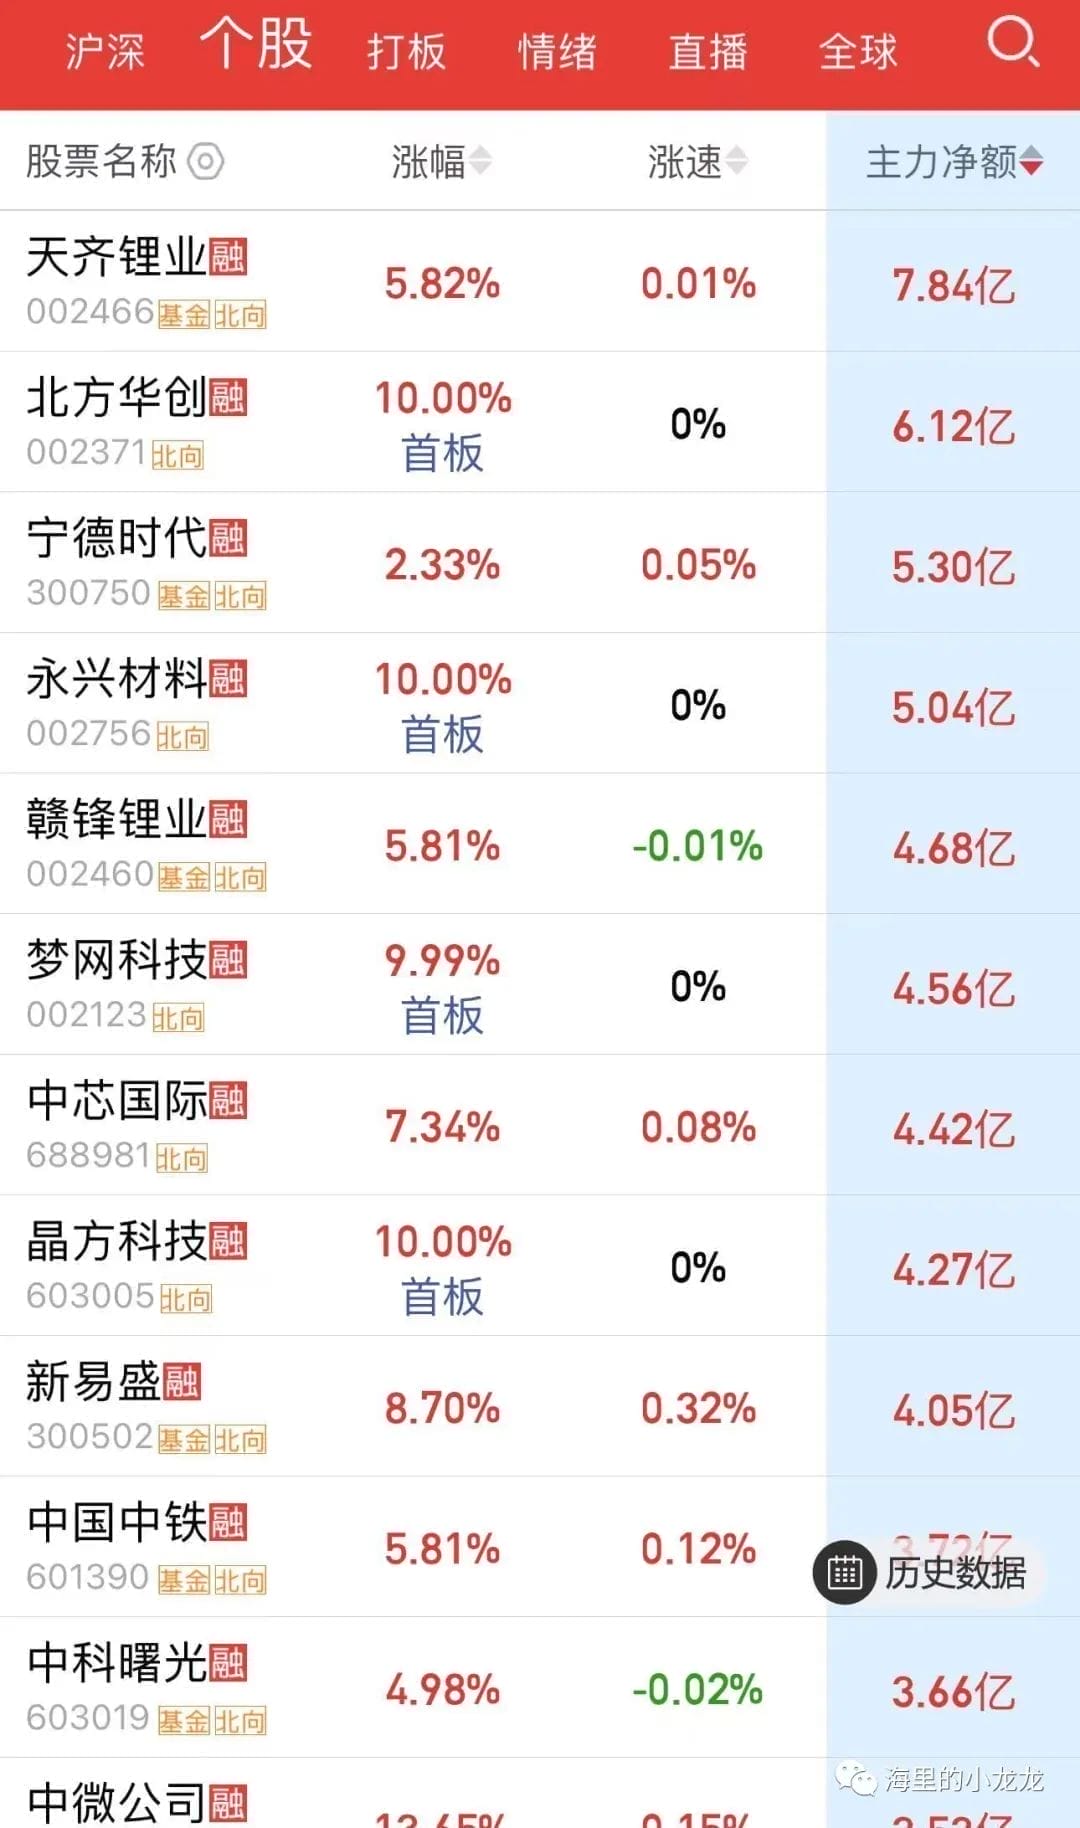 沪深 个股 打板 情绪 直播 全球
股票名称 涨幅 涨速 主力净额
天齐锂业融
002466 基金 北向 5.82% 0.01% 7.84亿
北方华创融
002371 北向 10.00% 首板 0% 6.12亿
宁德时代融
300750 基金 北向 2.33% 0.05% 5.30亿
永兴材料融
002756 北向 10.00% 首板 0% 5.04亿
赣锋锂业融
002460 基金 北向 5.81% -0.01% 4.68亿
梦网科技融
002123 北向 9.99% 首板 0% 4.56亿
中芯国际融
688981 北向 7.34% 0.08% 4.42亿
晶方科技融
603005 北向 10.00% 首板 0% 4.27亿
新易盛融
300502 基金 北向 8.70% 0.32% 4.05亿
中国中铁融
601390 基金 北向 5.81% 0.12% 3.72亿
历史数据
中科曙光融
603019 基金 北向 4.98% -0.02% 3.66亿
海里的小龙龙
中微公司融